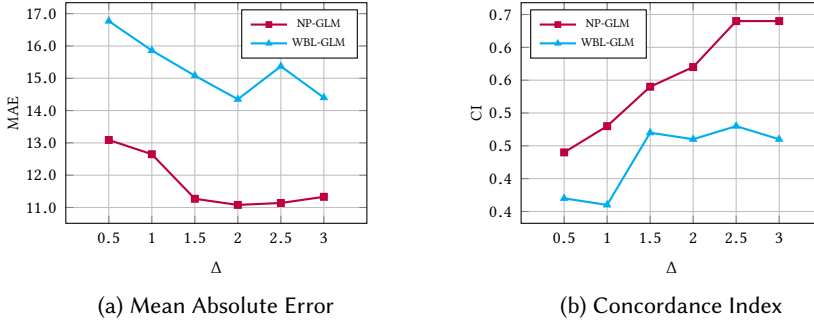 17.0
16.0
15.0
14.0
13.0
12.0
11.0
MAE
NP-GLM
WBL-GLM
0.5 1 1.5 2 2.5 3
Δ
(a) Mean Absolute Error
0.7
0.6
0.6
0.5
0.5
0.4
0.4
CI
NP-GLM
WBL-GLM
0.5 1 1.5 2 2.5 3
Δ
(b) Concordance Index